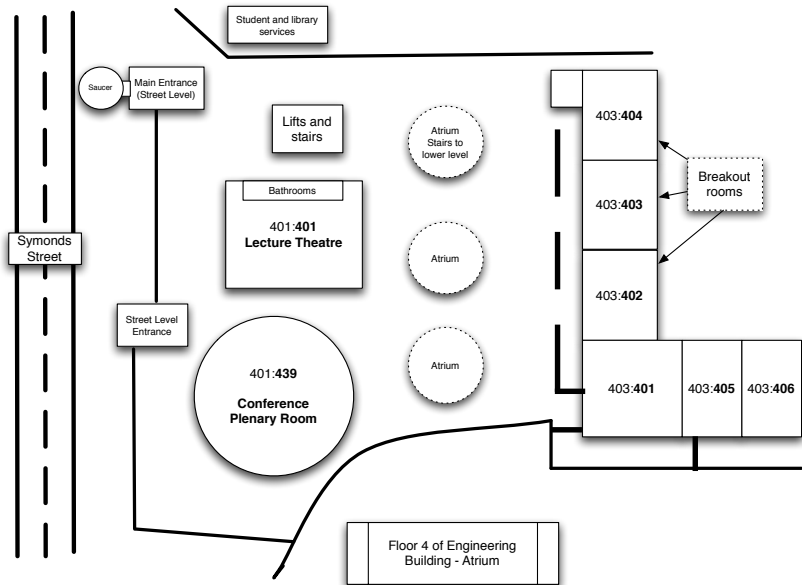 Student and library
services
Saucer
Main Entrance
(Street Level)
Lifts and
stairs
Atrium
Stairs to
lower level
403:404
Breakout
rooms
Bathrooms
401:401
Lecture Theatre
403:403
Symonds
Street
Atrium
403:402
Street Level
Entrance
401:439
Conference
Plenary Room
Atrium
403:401
403:405
403:406
Floor 4 of Engineering
Building - Atrium